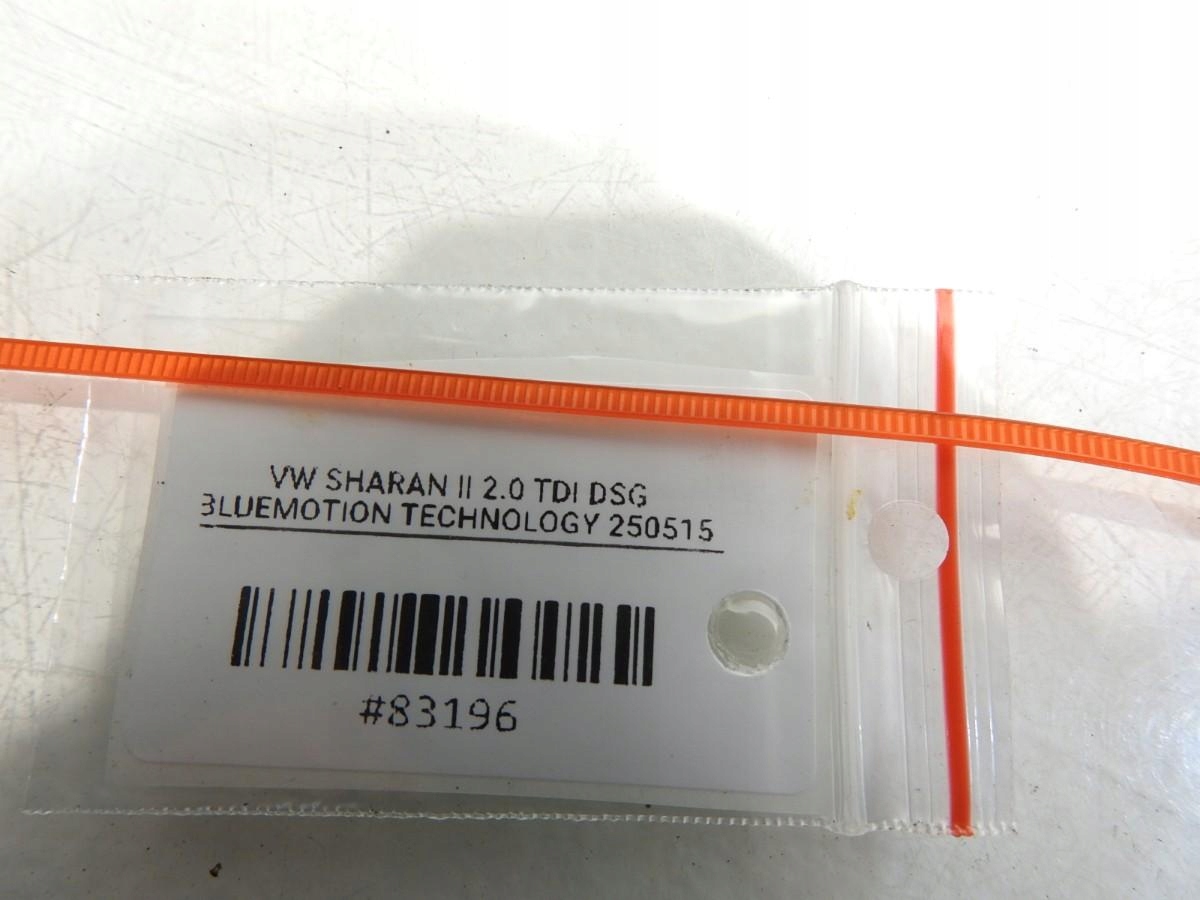 VW SHARAN II 2.0 TDI DSG
BLUEMOTION TECHNOLOGY 250515
#83196